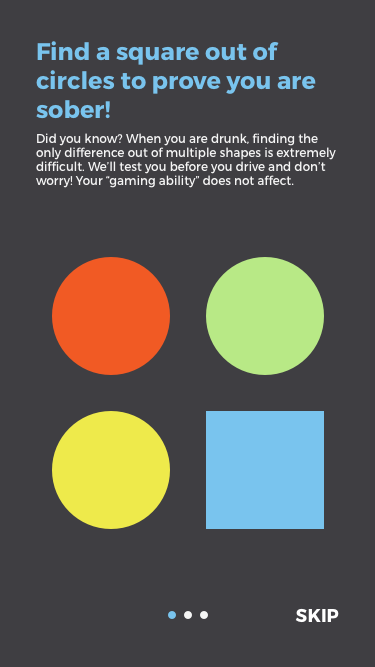 Find a square out of
circles to prove you are
sober!
Did you know? When you are drunk, finding the
only difference out of multiple shapes is extremely
difficult. We’ll test you before you drive and don’t
worry! Your “gaming ability” does not affect.
SKIP